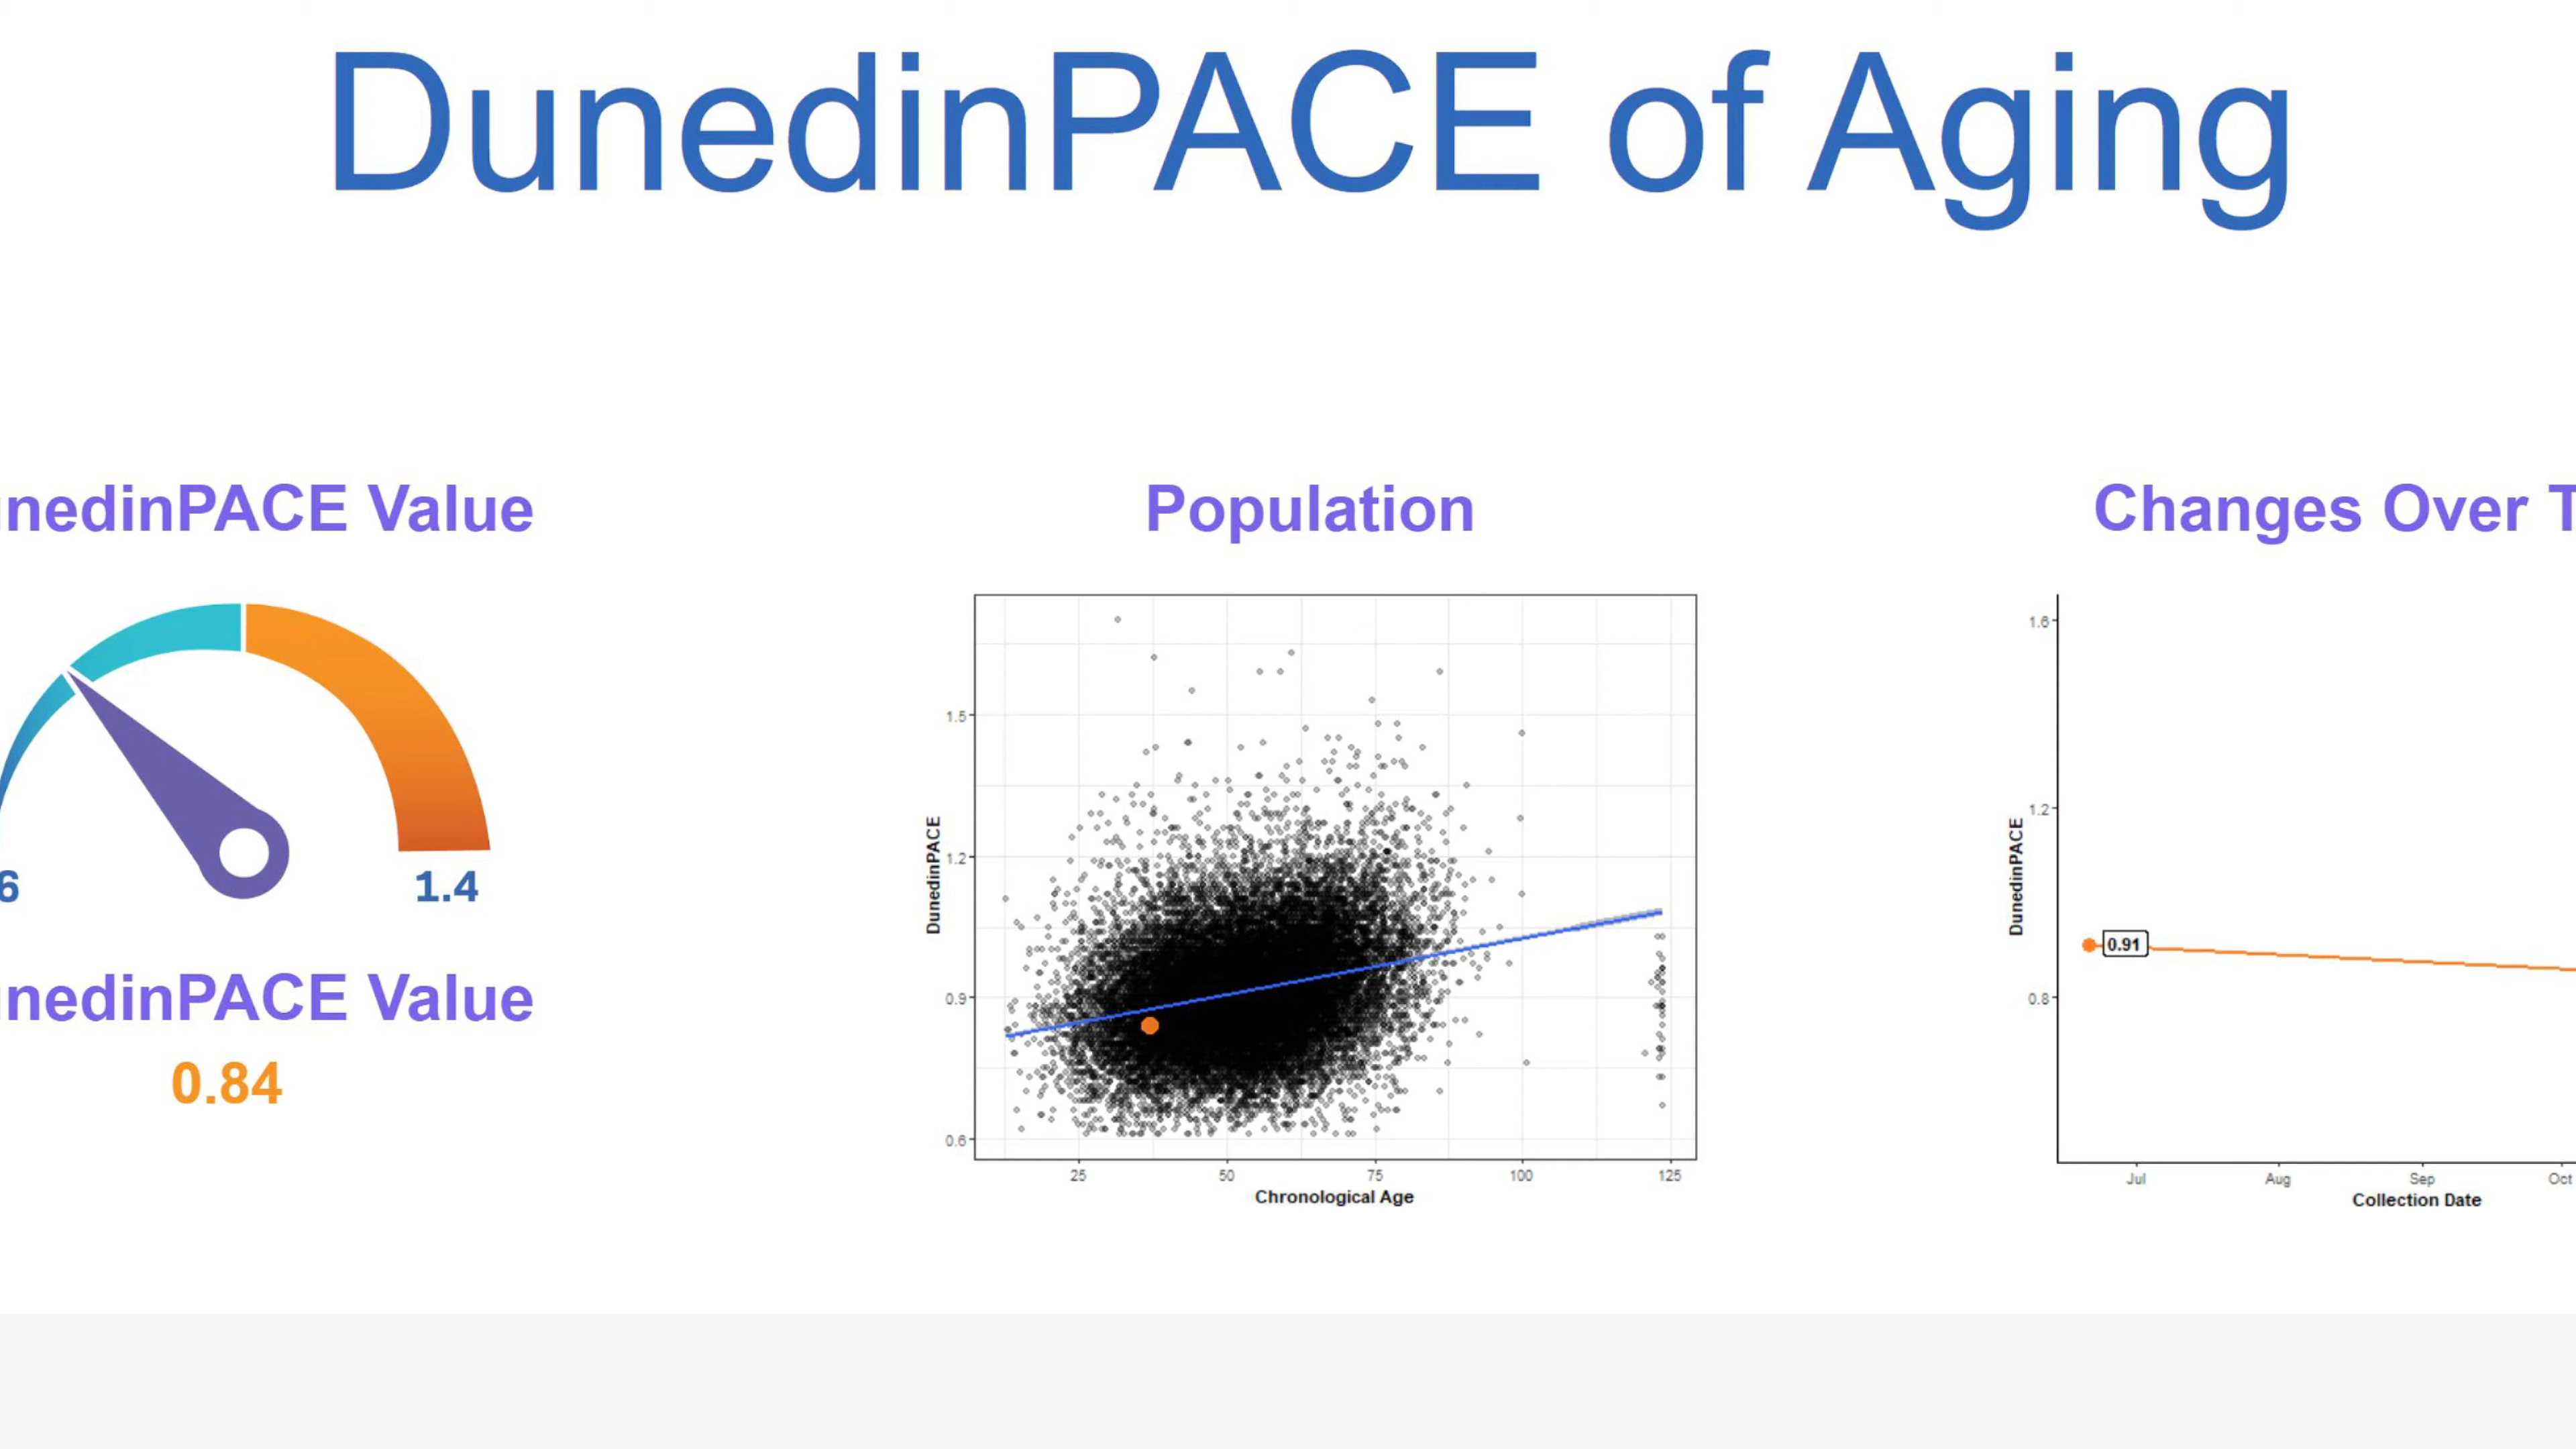 DunedinPACE of Aging
unedinPACE Value
6
1.4
unedinPACE Value
0.84
Population
DunedinPACE
1.5
1.2
0.9
0.6
25 50 75 100 125
Chronological Age
Changes Over T
DunedinPACE
1.6
1.2
0.8
0.91
Jul Aug Sep Oct
Collection Date